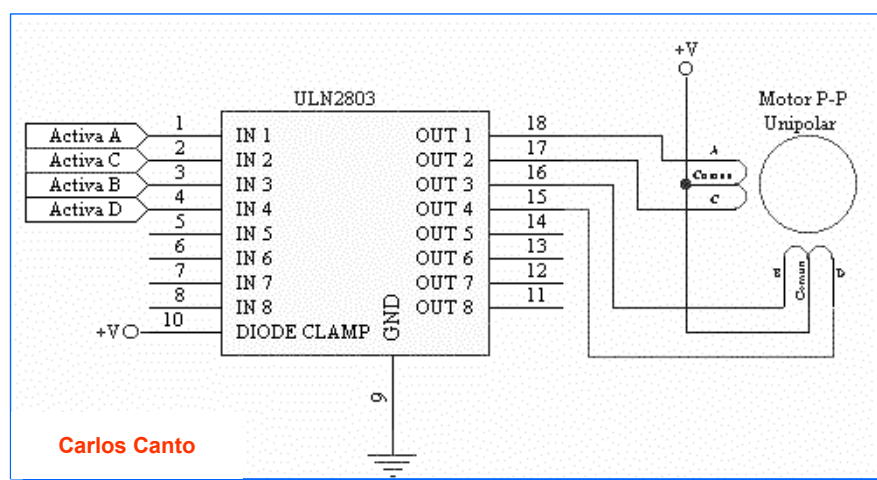 +V
ULN2803
Motor P-P
Unipolar
Activa A
Activa C
Activa B
Activa D
1
2
3
4
5
6
7
8
10
IN 1
IN 2
IN 3
IN 4
IN 5
IN 6
IN 7
IN 8
DIODE CLAMP
GND
OUT 1
OUT 2
OUT 3
OUT 4
OUT 5
OUT 6
OUT 7
OUT 8
18
17
16
15
14
13
12
11
A
Comun
C
B
Comun
D
+V
9
Carlos Canto